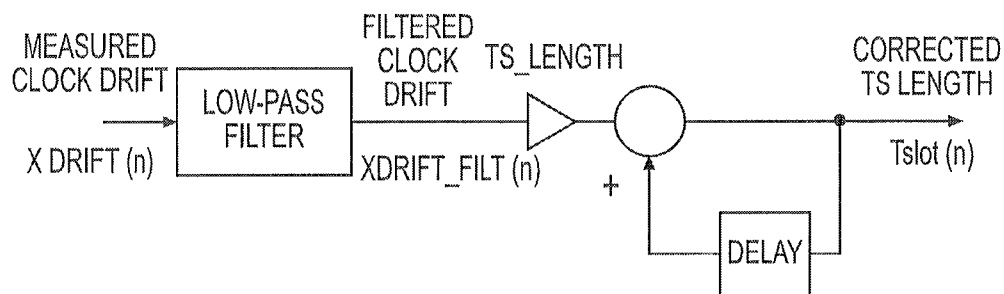 MEASURED
CLOCK DRIFT
X DRIFT (n)
LOW-PASS
FILTER
FILTERED
CLOCK
DRIFT
XDRIFT_FILT (n)
TS_LENGTH
+
DELAY
CORRECTED
TS LENGTH
Tslot (n)